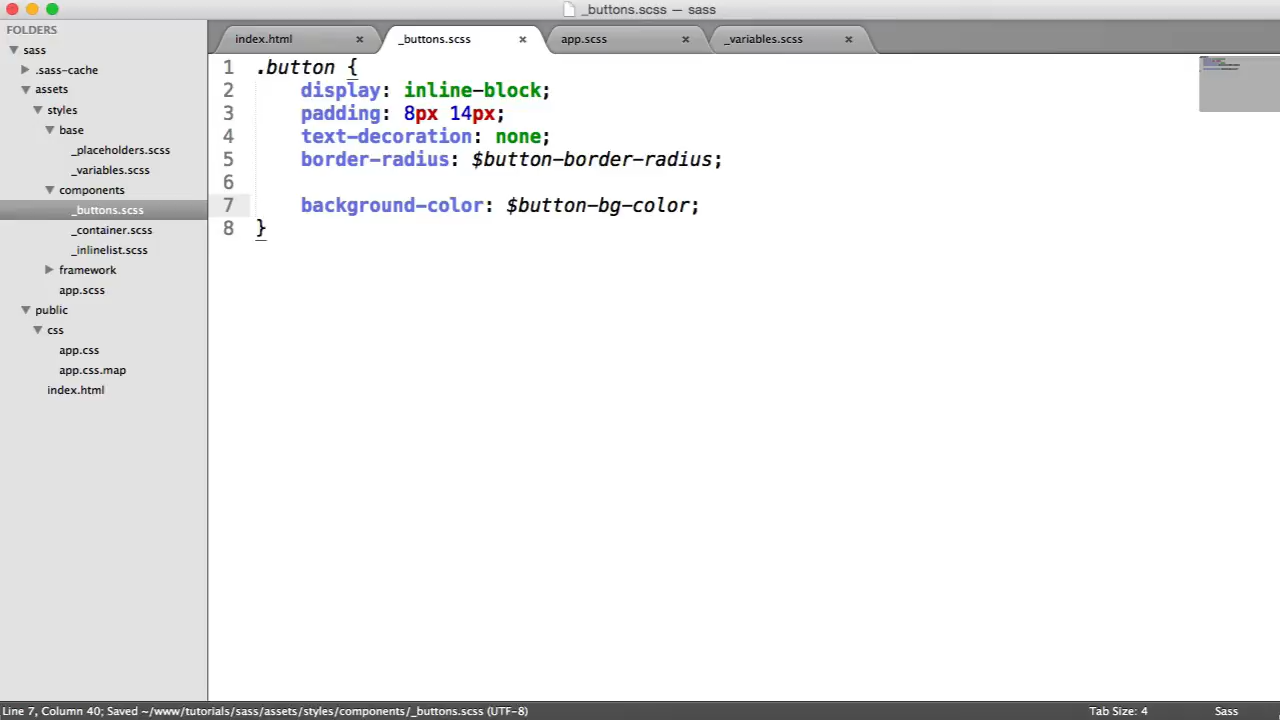 _buttons.scss — sass
FOLDERS
sass
.sass-cache
assets
styles
base
_placeholders.scss
_variables.scss
components
_buttons.scss
_container.scss
_inlinelist.scss
framework
app.scss
public
css
app.css
app.css.map
index.html
index.html × _buttons.scss × app.scss × _variables.scss ×
1 .button {
2 display: inline-block;
3 padding: 8px 14px;
4 text-decoration: none;
5 border-radius: $button-border-radius;
6
7 background-color: $button-bg-color;
8 }
Line 7, Column 40; Saved ~/www/tutorials/sass/assets/styles/components/_buttons.scss (UTF-8) Tab Size: 4 Sass